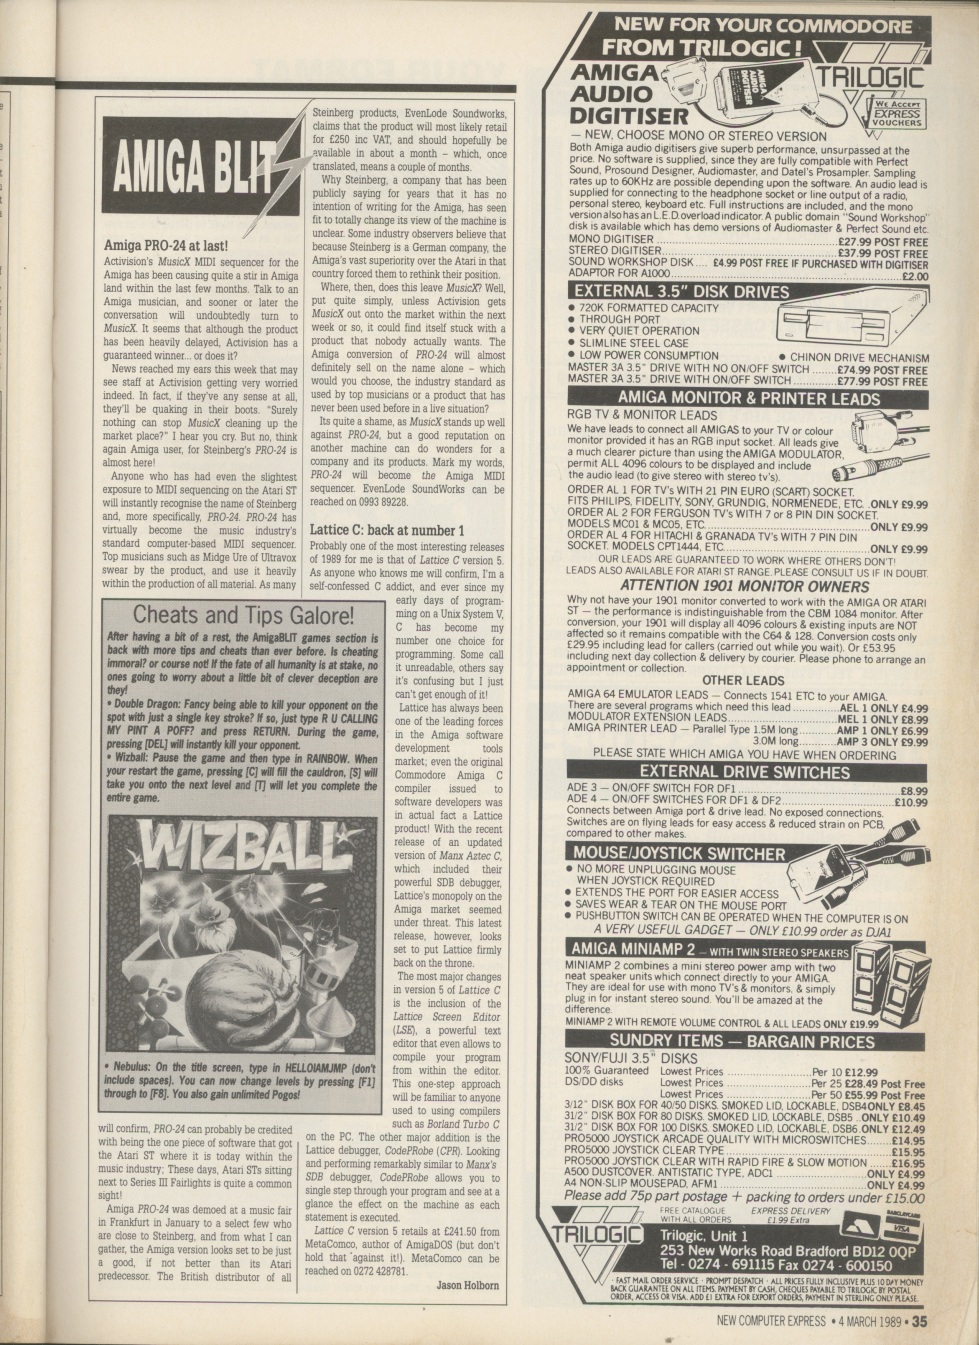 AMIGA BLIT
Amiga PRO-24 at last!
Activision's MusicX MIDI sequencer for the
Amiga has been causing quite a stir in Amiga
land within the last few months. Talk to an
Amiga musician, and sooner or later the
conversation will undoubtedly turn to
MusicX. It seems that although the product
has been heavily delayed, Activision has a
guaranteed winner... or does it?
News reached my ears this week that may
see staff at Activision getting very worried
indeed. In fact, if they've any sense at all,
they'll be quaking in their boots. "Surely
nothing can stop MusicX cleaning up the
market place?" I hear you cry. But no, think
again Amiga user, for Steinberg's PRO-24 is
almost here!
Anyone who has had even the slightest
exposure to MIDI sequencing on the Atari ST
will instantly recognise the name of Steinberg
and, more specifically, PRO-24. PRO-24 has
virtually become the music industry's
standard computer-based MIDI sequencer.
Top musicians such as Midge Ure of Ultravox
swear by the product, and use it heavily
within the production of all material. As many
Cheats and Tips Galore!
After having a bit of a rest, the AmigaBLIT games section is
back with more tips and cheats than ever before. Is cheating
immoral? or course not! If the fate of all humanity is at stake, no
ones going to worry about a little bit of clever deception are
they!
• Double Dragon: Fancy being able to kill your opponent on the
spot with just a single key stroke? If so, just type R U CALLING
MY PINT A POFF? and press RETURN. During the game,
pressing [DEL] will instantly kill your opponent.
• Wizball: Pause the game and then type in RAINBOW. When
your restart the game, pressing [C] will fill the cauldron, [S] will
take you onto the next level and [T] will let you complete the
entire game.
WIZBALL
• Nebulus: On the title screen, type in HELLOIAMJMP (don't
include spaces). You can now change levels by pressing [F1]
through to [F8]. You also gain unlimited Pogos!
will confirm, PRO-24 can probably be credited
with being the one piece of software that got
the Atari ST where it is today within the
music industry; These days, Atari STs sitting
next to Series III Fairlights is quite a common
sight!
Amiga PRO-24 was demoed at a music fair
in Frankfurt in January to a select few who
are close to Steinberg, and from what I can
gather, the Amiga version looks set to be just
a good, if not better than its Atari
predecessor. The British distributor of all
Steinberg products, EvenLode Soundworks,
claims that the product will most likely retail
for £250 inc VAT, and should hopefully be
available in about a month – which, once
translated, means a couple of months.
Why Steinberg, a company that has been
publicly saying for years that it has no
intention of writing for the Amiga, has seen
fit to totally change its view of the machine is
unclear. Some industry observers believe that
because Steinberg is a German company, the
Amiga's vast superiority over the Atari in that
country forced them to rethink their position.
Where, then, does this leave MusicX? Well,
put quite simply, unless Activision gets
MusicX out onto the market within the next
week or so, it could find itself stuck with a
product that nobody actually wants. The
Amiga conversion of PRO-24 will almost
definitely sell on the name alone – which
would you choose, the industry standard as
used by top musicians or a product that has
never been used before in a live situation?
Its quite a shame, as MusicX stands up well
against PRO-24, but a good reputation on
another machine can do wonders for a
company and its products. Mark my words,
PRO-24 will become the Amiga MIDI
sequencer. EvenLode SoundWorks can be
reached on 0993 89228.
Lattice C: back at number 1
Probably one of the most interesting releases
of 1989 for me is that of Lattice C version 5.
As anyone who knows me will confirm, I'm a
self-confessed C addict, and ever since my
early days of program-
ming on a Unix System V,
C has become my
number one choice for
programming. Some call
it unreadable, others say
it's confusing but I just
can't get enough of it!
Lattice has always been
one of the leading forces
in the Amiga software
development tools
market; even the original
Commodore Amiga C
compiler issued to
software developers was
in actual fact a Lattice
product! With the recent
release of an updated
version of Manx Aztec C,
which included their
powerful SDB debugger,
Lattice's monopoly on the
Amiga market seemed
under threat. This latest
release, however, looks
set to put Lattice firmly
back on the throne.
The most major changes
in version 5 of Lattice C
is the inclusion of the
Lattice Screen Editor
(LSE), a powerful text
editor that even allows to
compile your program
from within the editor.
This one-step approach
will be familiar to anyone
used to using compilers
such as Borland Turbo C
on the PC. The other major addition is the
Lattice debugger, CodePRobe (CPR). Looking
and performing remarkably similar to Manx's
SDB debugger, CodePRobe allows you to
single step through your program and see at a
glance the effect on the machine as each
statement is executed.
Lattice C version 5 retails at £241.50 from
MetaComco, author of AmigaDOS (but don't
hold that against it!). MetaComco can be
reached on 0272 428781.
Jason Holborn
NEW FOR YOUR COMMODORE
FROM TRILOGIC!
AMIGA
AUDIO
DIGITISER
AMIGA AUDIO DIGITISER
TRILOGIC
WE ACCEPT
EXPRESS
VOUCHERS
— NEW, CHOOSE MONO OR STEREO VERSION
Both Amiga audio digitisers give superb performance, unsurpassed at the
price. No software is supplied, since they are fully compatible with Perfect
Sound, Prosound Designer, Audiomaster, and Datel's Prosampler. Sampling
rates up to 60KHz are possible depending upon the software. An audio lead is
supplied for connecting to the headphone socket or line output of a radio,
personal stereo, keyboard etc. Full instructions are included, and the mono
version also has an L.E.D. overload indicator. A public domain "Sound Workshop"
disk is available which has demo versions of Audiomaster & Perfect Sound etc.
MONO DIGITISER ... £27.99 POST FREE
STEREO DIGITISER ... £37.99 POST FREE
SOUND WORKSHOP DISK .... £4.99 POST FREE IF PURCHASED WITH DIGITISER
ADAPTOR FOR A1000 ... £2.00
EXTERNAL 3.5" DISK DRIVES
• 720K FORMATTED CAPACITY
• THROUGH PORT
• VERY QUIET OPERATION
• SLIMLINE STEEL CASE
• LOW POWER CONSUMPTION • CHINON DRIVE MECHANISM
MASTER 3A 3.5" DRIVE WITH NO ON/OFF SWITCH ....... £74.99 POST FREE
MASTER 3A 3.5" DRIVE WITH ON/OFF SWITCH ........... £77.99 POST FREE
AMIGA MONITOR & PRINTER LEADS
RGB TV & MONITOR LEADS
We have leads to connect all AMIGAS to your TV or colour
monitor provided it has an RGB input socket. All leads give
a much clearer picture than using the AMIGA MODULATOR,
permit ALL 4096 colours to be displayed and include
the audio lead (to give stereo with stereo tv's).
ORDER AL 1 FOR TV's WITH 21 PIN EURO (SCART) SOCKET.
FITS PHILIPS, FIDELITY, SONY, GRUNDIG, NORMENEDE, ETC. .ONLY £9.99
ORDER AL 2 FOR FERGUSON TV's WITH 7 or 8 PIN DIN SOCKET.
MODELS MC01 & MC05, ETC ... ONLY £9.99
ORDER AL 4 FOR HITACHI & GRANADA TV's WITH 7 PIN DIN
SOCKET. MODELS CPT1444, ETC ... ONLY £9.99
OUR LEADS ARE GUARANTEED TO WORK WHERE OTHERS DON'T!
LEADS ALSO AVAILABLE FOR ATARI ST RANGE. PLEASE CONSULT US IF IN DOUBT.
ATTENTION 1901 MONITOR OWNERS
Why not have your 1901 monitor converted to work with the AMIGA OR ATARI
ST — the performance is indistinguishable from the CBM 1084 monitor. After
conversion, your 1901 will display all 4096 colours & existing inputs are NOT
affected so it remains compatible with the C64 & 128. Conversion costs only
£29.95 including lead for callers (carried out while you wait). Or £53.95
including next day collection & delivery by courier. Please phone to arrange an
appointment or collection.
OTHER LEADS
AMIGA 64 EMULATOR LEADS — Connects 1541 ETC to your AMIGA.
There are several programs which need this lead ........... AEL 1 ONLY £4.99
MODULATOR EXTENSION LEADS ... MEL 1 ONLY £8.99
AMIGA PRINTER LEAD — Parallel Type 1.5M long ......... AMP 1 ONLY £6.99
3.0M long ......... AMP 3 ONLY £9.99
PLEASE STATE WHICH AMIGA YOU HAVE WHEN ORDERING
EXTERNAL DRIVE SWITCHES
ADE 3 — ON/OFF SWITCH FOR DF1 ... £8.99
ADE 4 — ON/OFF SWITCHES FOR DF1 & DF2 ... £10.99
Connects between Amiga port & drive lead. No exposed connections.
Switches are on flying leads for easy access & reduced strain on PCB,
compared to other makes.
MOUSE/JOYSTICK SWITCHER
• NO MORE UNPLUGGING MOUSE
WHEN JOYSTICK REQUIRED
• EXTENDS THE PORT FOR EASIER ACCESS
• SAVES WEAR & TEAR ON THE MOUSE PORT
• PUSHBUTTON SWITCH CAN BE OPERATED WHEN THE COMPUTER IS ON
A VERY USEFUL GADGET — ONLY £10.99 order as DJA1
AMIGA MINIAMP 2 — WITH TWIN STEREO SPEAKERS
MINIAMP 2 combines a mini stereo power amp with two
neat speaker units which connect directly to your AMIGA.
They are ideal for use with mono TV's & monitors, & simply
plug in for instant stereo sound. You'll be amazed at the
difference.
MINIAMP 2 WITH REMOTE VOLUME CONTROL & ALL LEADS ONLY £19.99
SUNDRY ITEMS — BARGAIN PRICES
SONY/FUJI 3.5" DISKS
100% Guaranteed Lowest Prices ... Per 10 £12.99
DS/DD disks Lowest Prices ... Per 25 £28.49 Post Free
Lowest Prices ... Per 50 £55.99 Post Free
3/12" DISK BOX FOR 40/50 DISKS. SMOKED LID, LOCKABLE, DSB4 ONLY £8.45
31/2" DISK BOX FOR 80 DISKS. SMOKED LID, LOCKABLE, DSB5 . ONLY £10.49
31/2" DISK BOX FOR 100 DISKS. SMOKED LID, LOCKABLE, DSB6. ONLY £12.49
PRO5000 JOYSTICK ARCADE QUALITY WITH MICROSWITCHES ....... £14.95
PRO5000 JOYSTICK CLEAR TYPE ... £15.95
PRO5000 JOYSTICK CLEAR WITH RAPID FIRE & SLOW MOTION ...... £16.95
A500 DUSTCOVER. ANTISTATIC TYPE, ADC1 ... ONLY £4.99
A4 NON-SLIP MOUSEPAD, AFM1 ... ONLY £4.99
Please add 75p part postage + packing to orders under £15.00
FREE CATALOGUE
WITH ALL ORDERS
EXPRESS DELIVERY
£1.99 Extra
BARCLAYCARD
VISA
TRILOGIC
Trilogic, Unit 1
253 New Works Road Bradford BD12 0QP
Tel - 0274 - 691115 Fax 0274 - 600150
· FAST MAIL ORDER SERVICE · PROMPT DESPATCH · ALL PRICES FULLY INCLUSIVE PLUS 10 DAY MONEY
BACK GUARANTEE ON ALL ITEMS. PAYMENT BY CASH, CHEQUES PAYABLE TO TRILOGIC BY POSTAL
ORDER, ACCESS OR VISA. ADD £1 EXTRA FOR EXPORT ORDERS, PAYMENT IN STERLING ONLY PLEASE.
NEW COMPUTER EXPRESS • 4 MARCH 1989 • 35